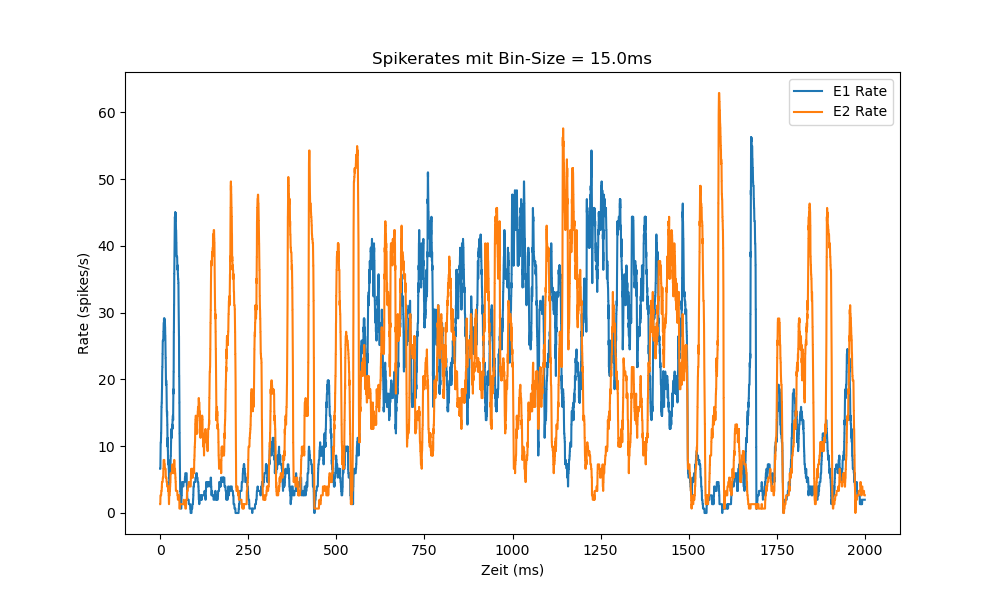 Spikerates mit Bin-Size = 15.0ms
E1 Rate
E2 Rate
Rate (spikes/s)
60
50
40
30
20
10
0
0 250 500 750 1000 1250 1500 1750 2000
Zeit (ms)